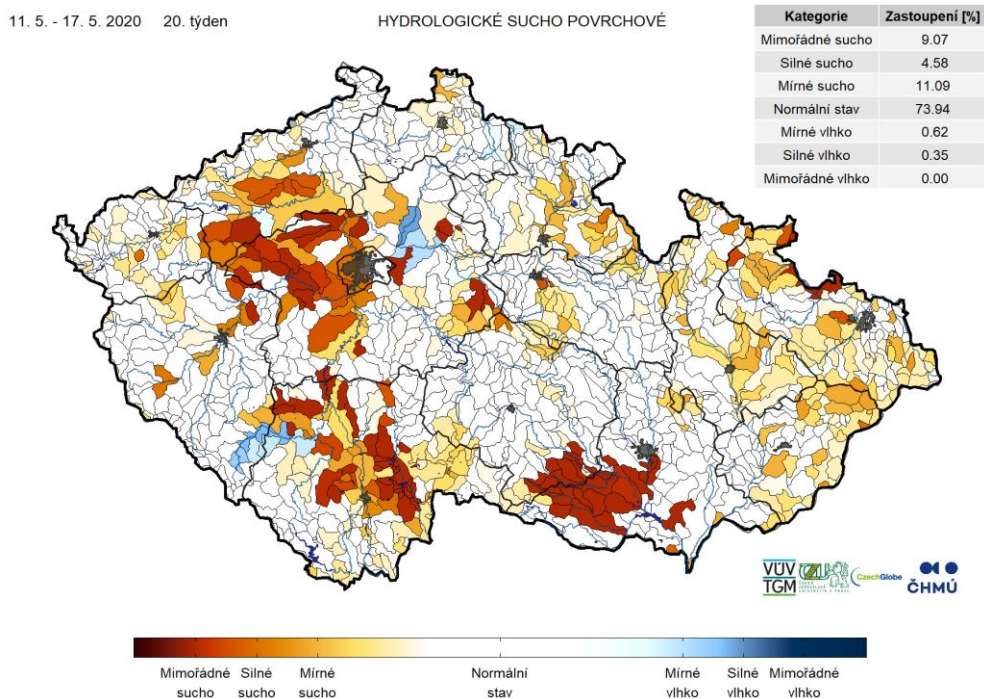 11. 5. - 17. 5. 2020 20. týden HYDROLOGICKÉ SUCHO POVRCHOVÉ
Kategorie Zastoupení [%]
Mimořádné sucho 9.07
Silné sucho 4.58
Mírné sucho 11.09
Normální stav 73.94
Mírné vlhko 0.62
Silné vlhko 0.35
Mimořádné vlhko 0.00
VÚV
TGM
CzechGlobe
ČHMÚ
Mimořádné sucho
Silné sucho
Mírné sucho
Normální stav
Mírné vlhko
Silné vlhko
Mimořádné vlhko